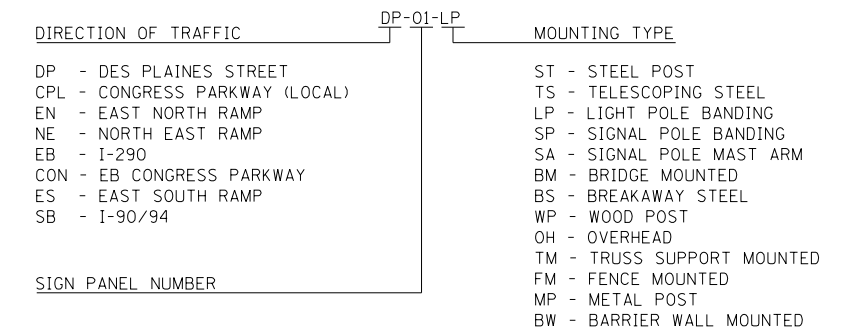 DP-01-LP
DIRECTION OF TRAFFIC
DP - DES PLAINES STREET
CPL - CONGRESS PARKWAY (LOCAL)
EN - EAST NORTH RAMP
NE - NORTH EAST RAMP
EB - I-290
CON - EB CONGRESS PARKWAY
ES - EAST SOUTH RAMP
SB - I-90/94
SIGN PANEL NUMBER
MOUNTING TYPE
ST - STEEL POST
TS - TELESCOPING STEEL
LP - LIGHT POLE BANDING
SP - SIGNAL POLE BANDING
SA - SIGNAL POLE MAST ARM
BM - BRIDGE MOUNTED
BS - BREAKAWAY STEEL
WP - WOOD POST
OH - OVERHEAD
TM - TRUSS SUPPORT MOUNTED
FM - FENCE MOUNTED
MP - METAL POST
BW - BARRIER WALL MOUNTED